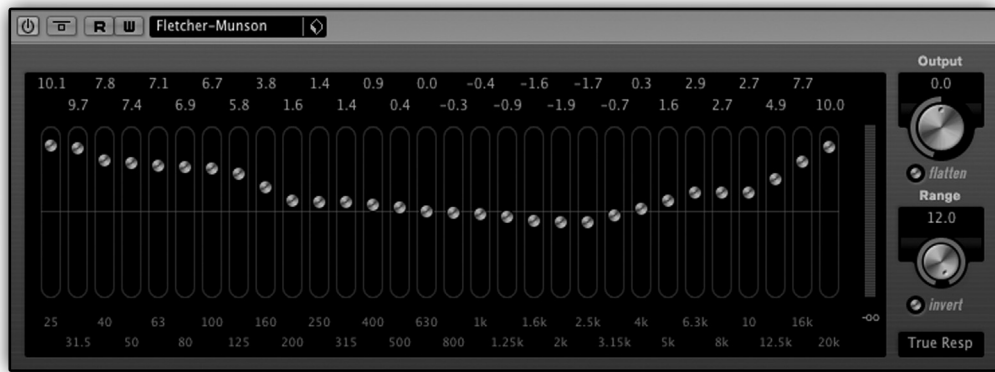 R W Fletcher-Munson
Output
10.1 7.8 7.1 6.7 3.8 1.4 0.9 0.0 -0.4 -1.6 -1.7 0.3 2.9 2.7 7.7 0.0
9.7 7.4 6.9 5.8 1.6 1.4 0.4 -0.3 -0.9 -1.9 -0.7 1.6 2.7 4.9 10.0
flatten
Range
12.0
invert
25 40 63 100 160 250 400 630 1k 1.6k 2.5k 4k 6.3k 10 16k -oo
31.5 50 80 125 200 315 500 800 1.25k 2k 3.15k 5k 8k 12.5k 20k True Resp